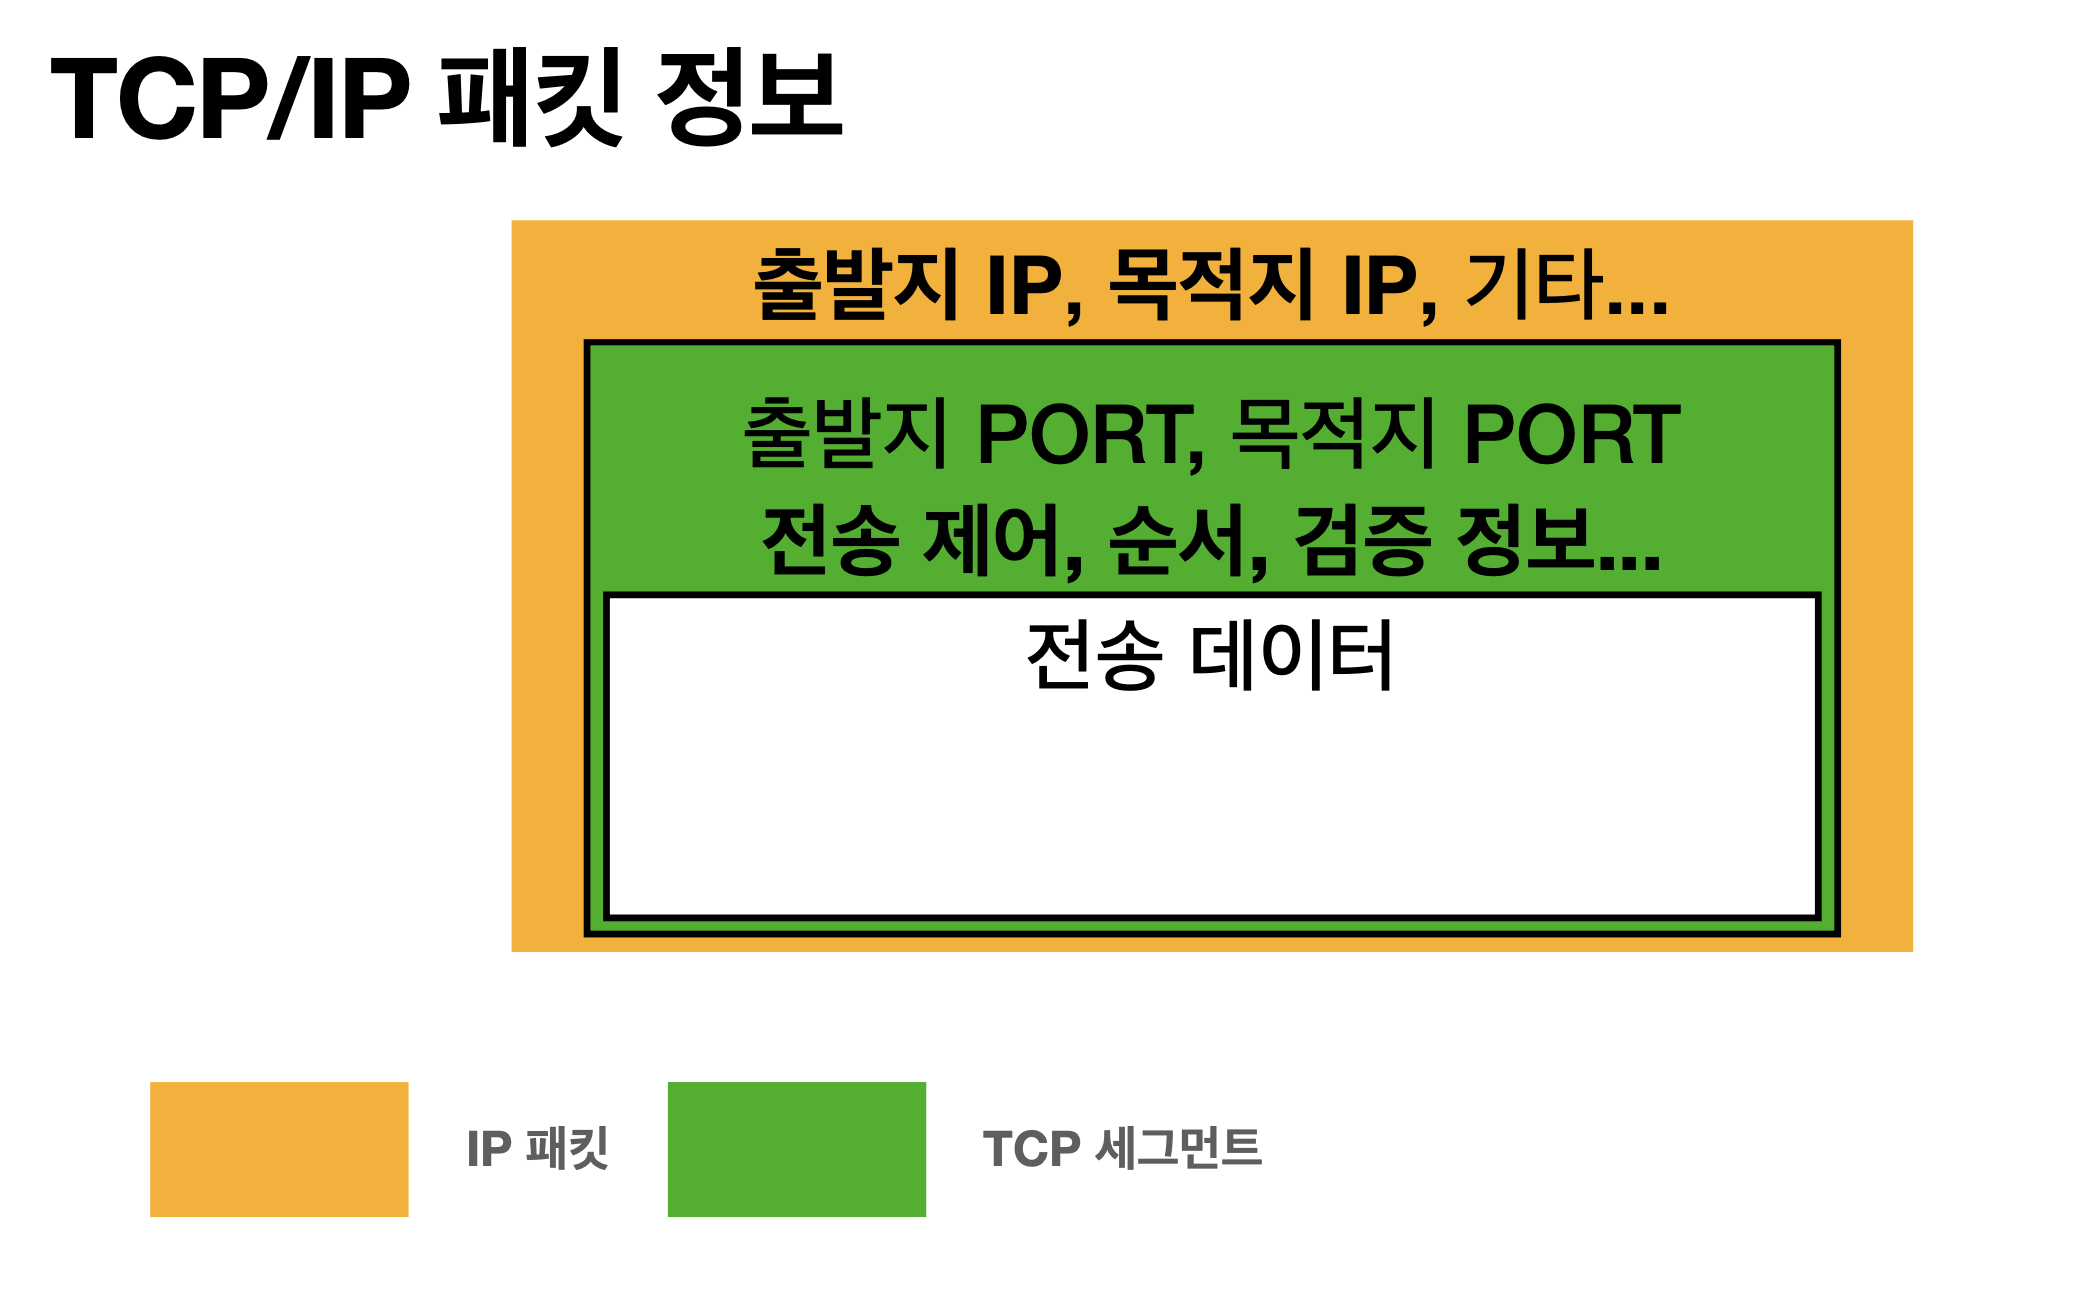 TCP/IP 패킷 정보
출발지 IP, 목적지 IP, 기타...
출발지 PORT, 목적지 PORT
전송 제어, 순서, 검증 정보...
전송 데이터
IP 패킷
TCP 세그먼트